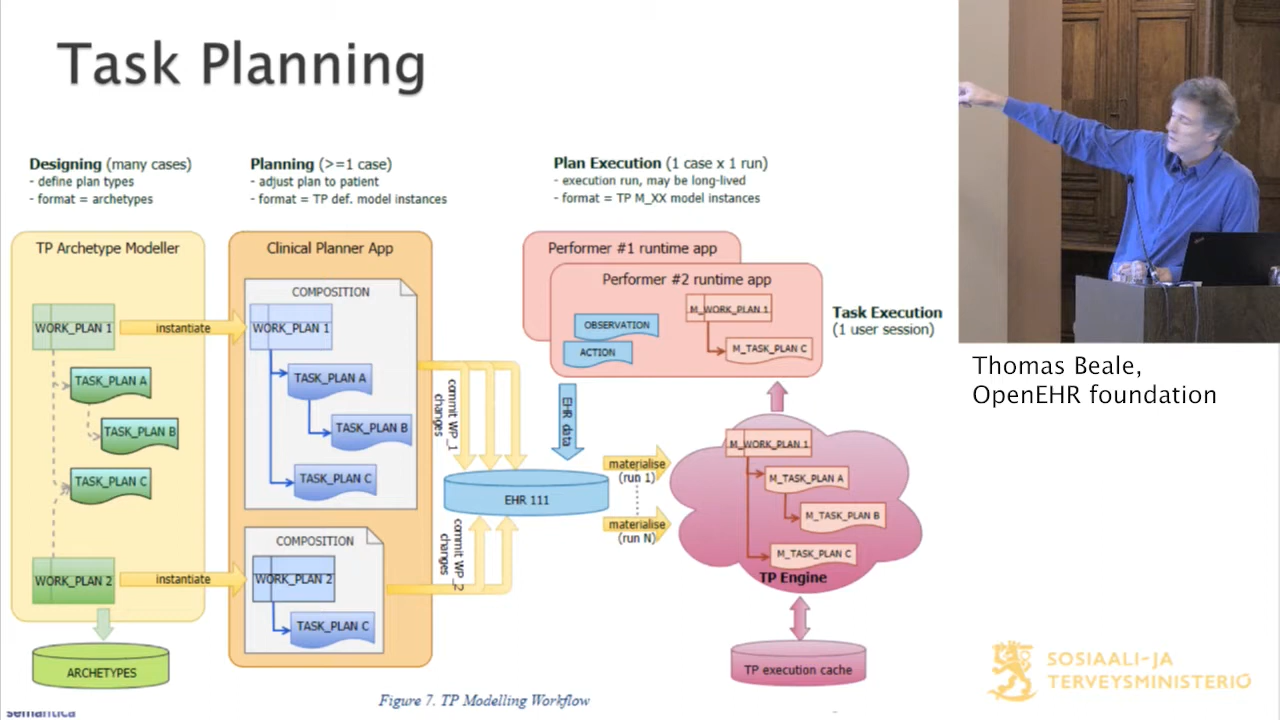 Task Planning
Designing (many cases)
- define plan types
- format = archetypes
Planning (>=1 case)
- adjust plan to patient
- format = TP def. model instances
Plan Execution (1 case x 1 run)
- execution run, may be long-lived
- format = TP M_XX model instances
TP Archetype Modeller
WORK_PLAN 1
TASK_PLAN A
TASK_PLAN B
TASK_PLAN C
WORK_PLAN 2
ARCHETYPES
instantiate
instantiate
Clinical Planner App
COMPOSITION
WORK_PLAN 1
TASK_PLAN A
TASK_PLAN B
TASK_PLAN C
COMPOSITION
WORK_PLAN 2
TASK_PLAN C
commit WP_1
changes
commit WP_2
changes
EHR 111
EHR data
Performer #1 runtime app
Performer #2 runtime app
OBSERVATION
ACTION
M_WORK_PLAN 1
M_TASK_PLAN C
Task Execution
(1 user session)
materialise
(run 1)
materialise
(run N)
M_WORK_PLAN 1
M_TASK_PLAN A
M_TASK_PLAN B
M_TASK_PLAN C
TP Engine
TP execution cache
Figure 7. TP Modelling Workflow
semantica
Thomas Beale,
OpenEHR foundation
SOSIAALI-JA
TERVEYSMINISTERIÖ